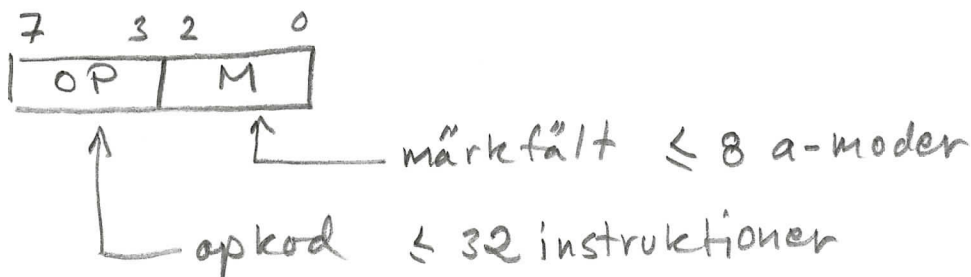 7 3 2 0
OP M
märkfält ≤ 8 a-moder
opkod ≤ 32 instruktioner